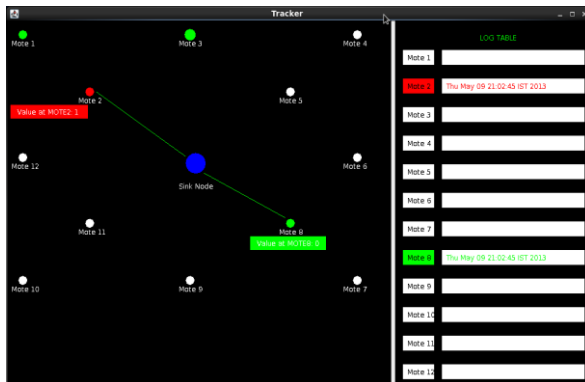 Tracker
Mote 1
Mote 3
Mote 4
Mote 2
Mote 5
Value at MOTE2: 1
Mote 12
Mote 6
Sink Node
Mote 11
Mote 8
Value at MOTE8: 0
Mote 10
Mote 9
Mote 7
LOG TABLE
Mote 1
Mote 2 Thu May 09 21:02:45 IST 2013
Mote 3
Mote 4
Mote 5
Mote 6
Mote 7
Mote 8 Thu May 09 21:02:45 IST 2013
Mote 9
Mote 10
Mote 11
Mote 12